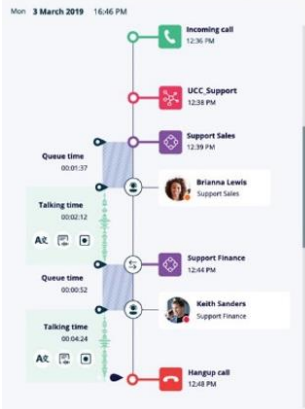 Mon 3 March 2019 16:46 PM
Incoming call
12:36 PM
UCC_Support
12:38 PM
Support Sales
12:39 PM
Queue time
00:01:37
Brianna Lewis
Support Sales
Talking time
00:02:12
Support Finance
12:44 PM
Queue time
00:00:52
Keith Sanders
Support Finance
Talking time
00:04:24
Hangup call
12:48 PM